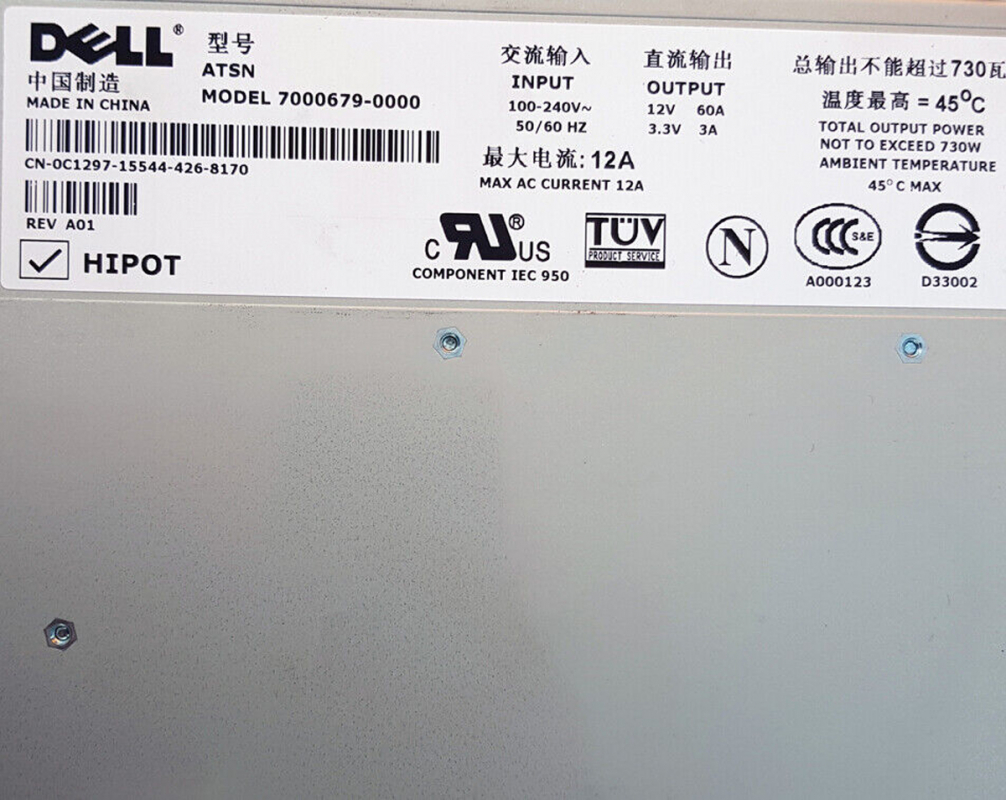 DELL®
中国制造
MADE IN CHINA
型号
ATSN
MODEL 7000679-0000
CN-0C1297-15544-426-8170
REV A01
HIPOT
交流输入
INPUT
100-240V~
50/60 HZ
直流输出
OUTPUT
12V 60A
3.3V 3A
最大电流: 12A
MAX AC CURRENT 12A
总输出不能超过730瓦
温度最高 = 45°C
TOTAL OUTPUT POWER
NOT TO EXCEED 730W
AMBIENT TEMPERATURE
45°C MAX
C RU® US
COMPONENT IEC 950
TÜV
PRODUCT SERVICE
N
CCC S&E
A000123
D33002